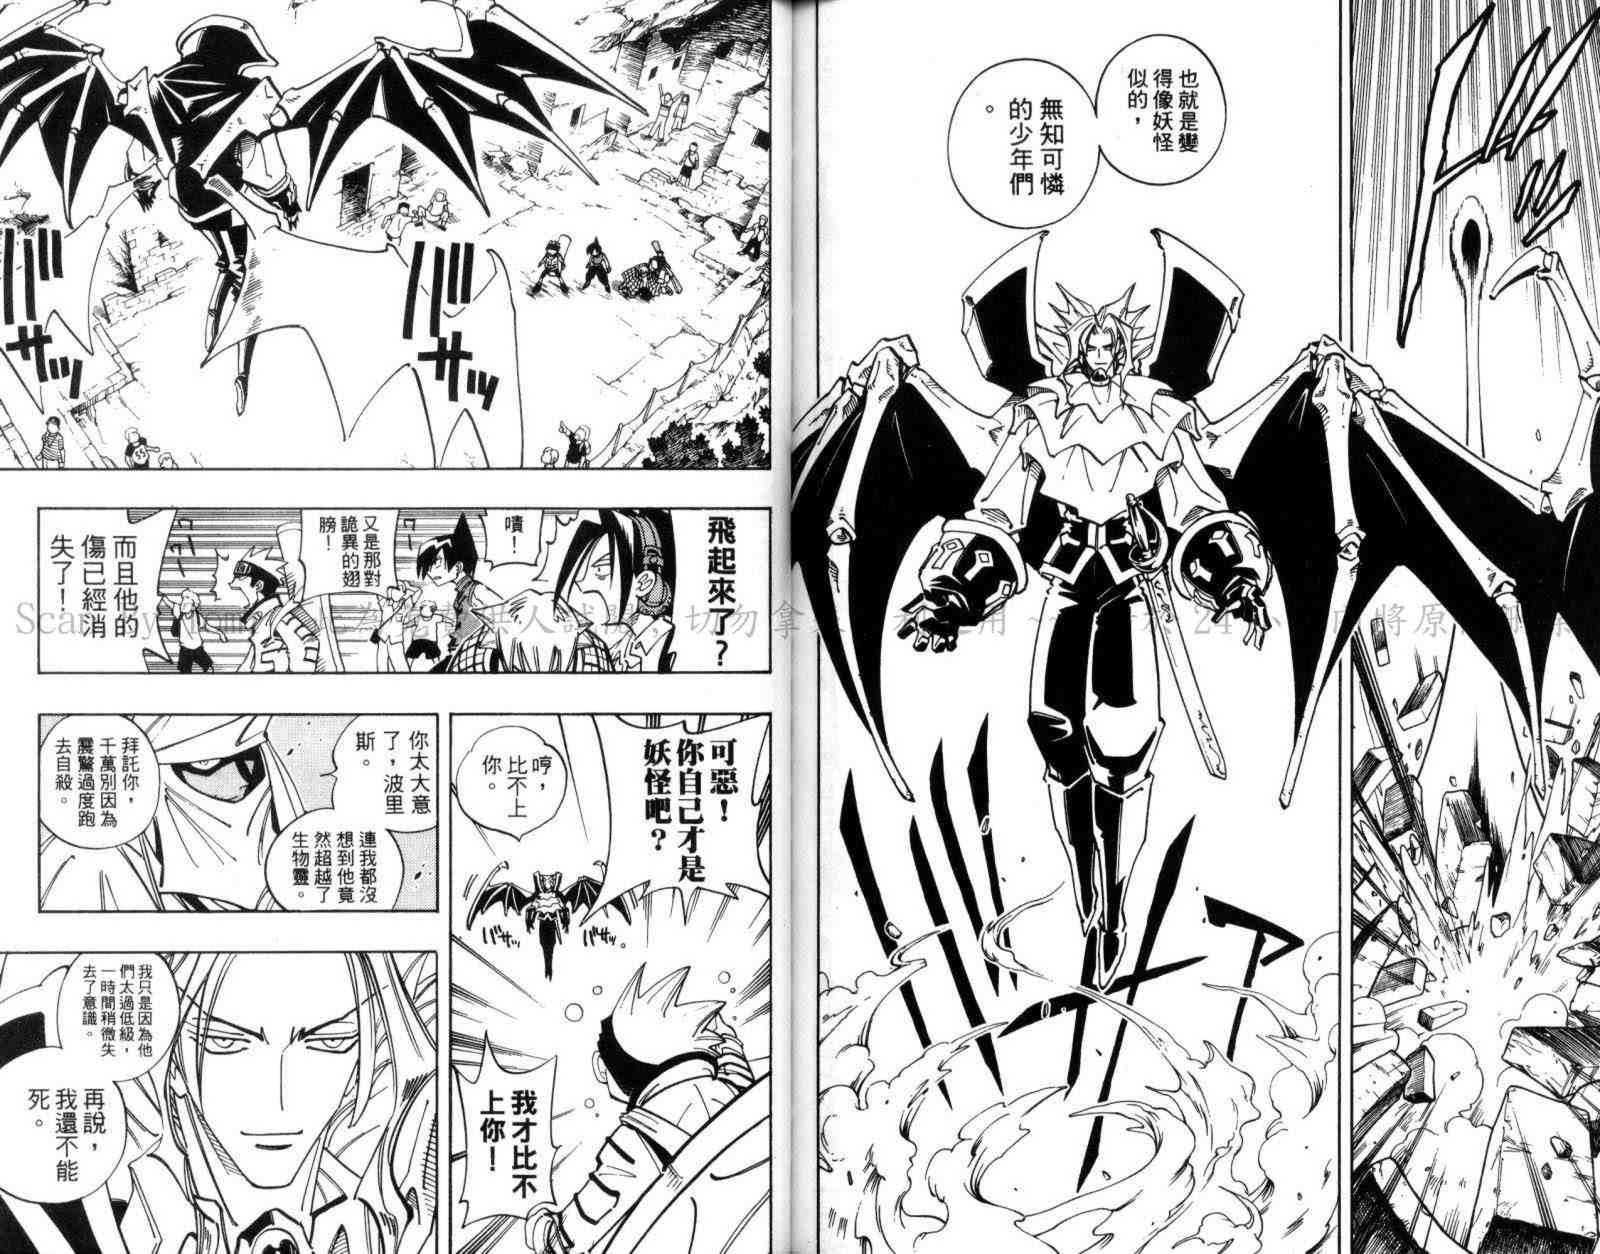 也就是變
得像妖怪
似的，
無知可憐
的少年們
。
飛起來了？
嘖！
又是那對
詭異的翅
膀！
而且他的
傷已經消
失了！
可惡！
你自己才是
妖怪吧？
哼，
比不上
你。
バサッ
バサッ
我才比不
上你！
你太大意
了，波里
斯。
連我都沒
想到他竟
然超越了
生物靈。
拜託你，
千萬別因為
震驚過度跑
去自殺。
我只是因為他
們太過低級，
一時間稍微失
去了意識。
再說，
我還不能
死。